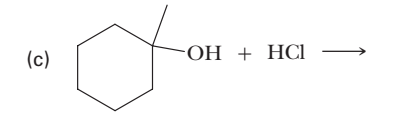 (c) OH + HCl ⟶